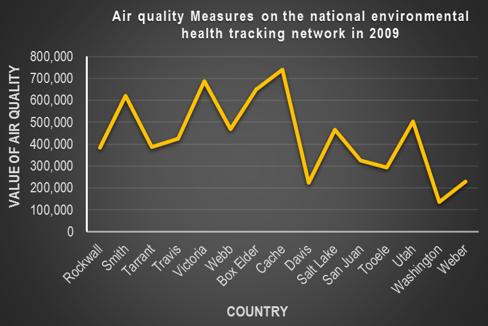 Air quality Measures on the national environmental
health tracking network in 2009
VALUE OF AIR QUALITY
800,000
700,000
600,000
500,000
400,000
300,000
200,000
100,000
0
Rockwall
Smith
Tarrant
Travis
Victoria
Webb
Box Elder
Cache
Davis
Salt Lake
San Juan
Tooele
Utah
Washington
Weber
COUNTRY